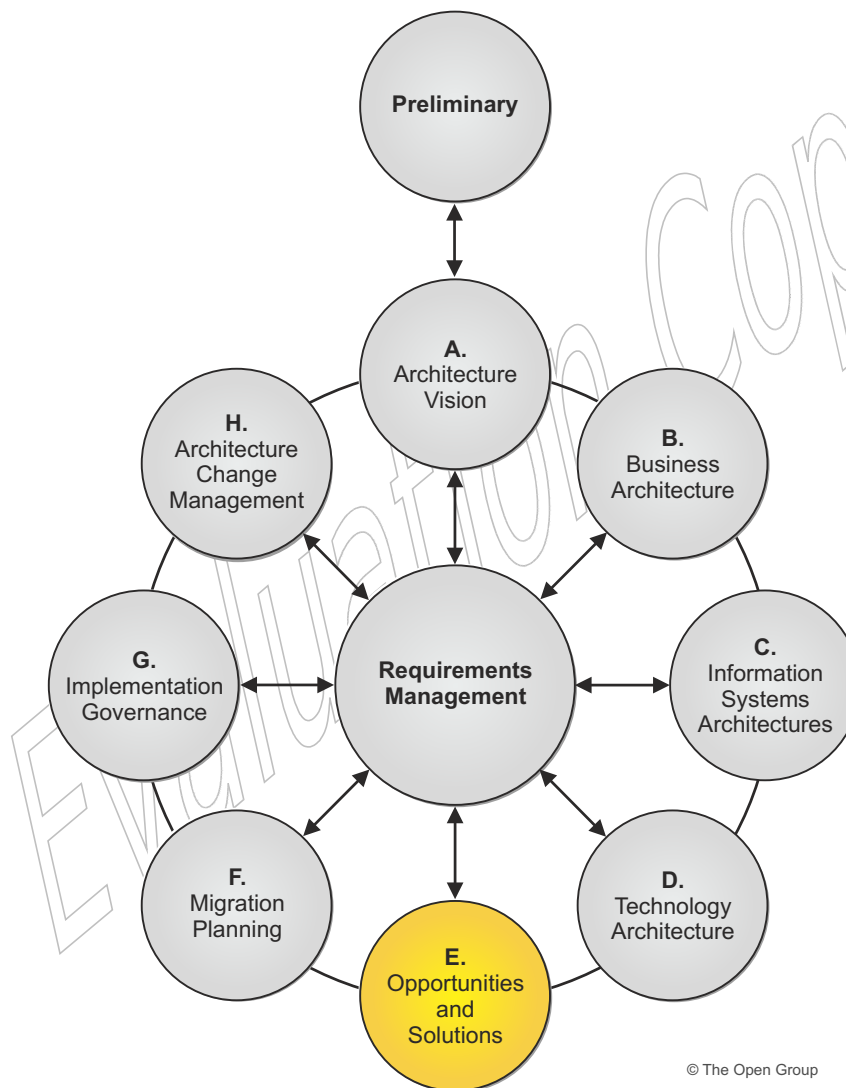 Preliminary
A.
Architecture
Vision
H.
Architecture
Change
Management
B.
Business
Architecture
Requirements
Management
G.
Implementation
Governance
C.
Information
Systems
Architectures
F.
Migration
Planning
D.
Technology
Architecture
E.
Opportunities
and
Solutions
Evaluation Cop
© The Open Group